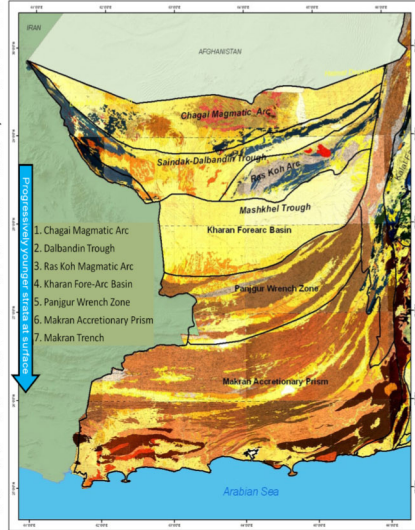 IRAN
AFGHANISTAN
Chagai Magmatic Arc
Saindak-Dalbandin Trough
Ras Koh Arc
Mashkhel Trough
Kharan Forearc Basin
Panjgur Wrench Zone
Makran Accretionary Prism
Arabian Sea
Progressively younger strata at surface
1. Chagai Magmatic Arc
2. Dalbandin Trough
3. Ras Koh Magmatic Arc
4. Kharan Fore-Arc Basin
5. Panjgur Wrench Zone
6. Makran Accretionary Prism
7. Makran Trench